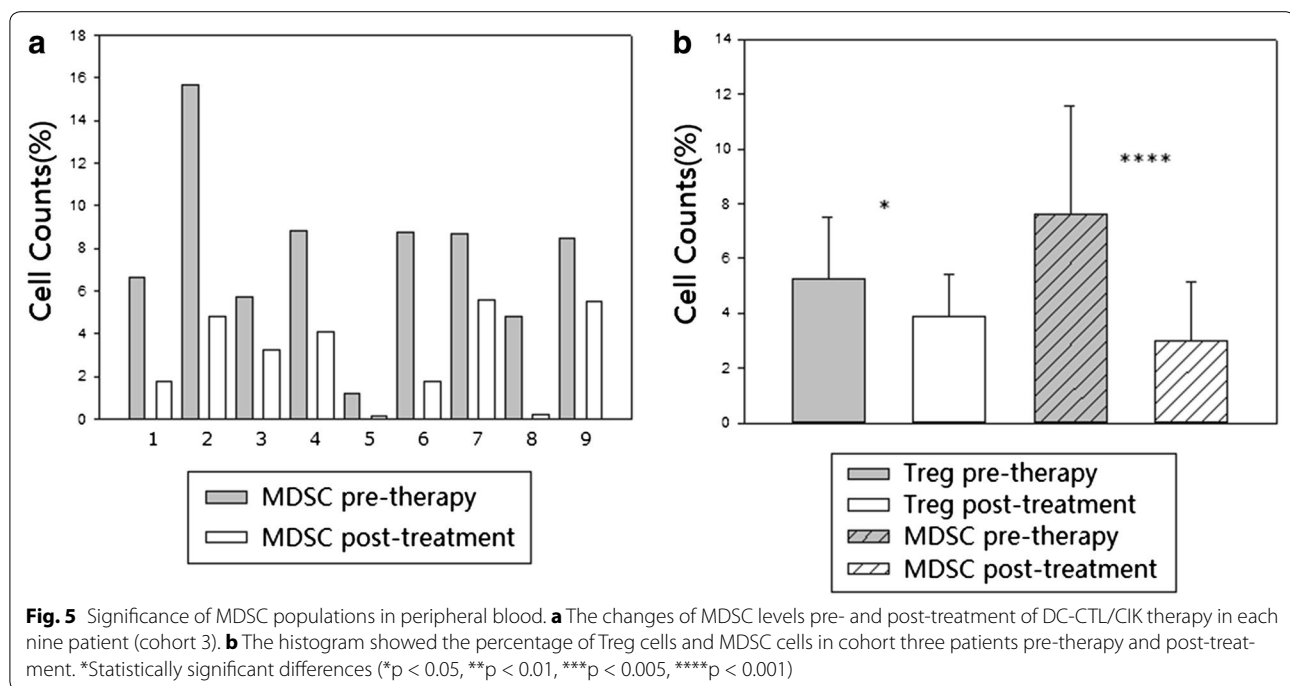 a
18
16
14
12
10
8
6
4
2
0
Cell Counts(%)
1 2 3 4 5 6 7 8 9
MDSC pre-therapy
MDSC post-treatment
b
14
12
10
8
6
4
2
0
Cell Counts(%)
*
****
Treg pre-therapy
Treg post-treatment
MDSC pre-therapy
MDSC post-treatment
Fig. 5 Significance of MDSC populations in peripheral blood. a The changes of MDSC levels pre- and post-treatment of DC-CTL/CIK therapy in each
nine patient (cohort 3). b The histogram showed the percentage of Treg cells and MDSC cells in cohort three patients pre-therapy and post-treat-
ment. *Statistically significant differences (*p < 0.05, **p < 0.01, ***p < 0.005, ****p < 0.001)